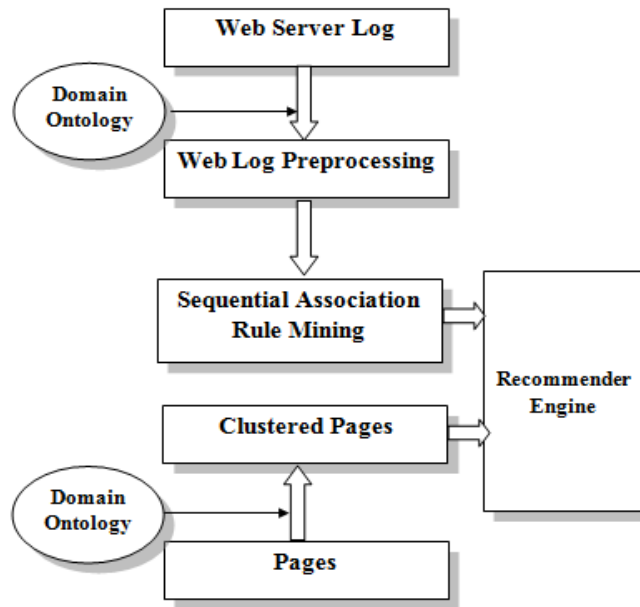 Web Server Log
Domain
Ontology
Web Log Preprocessing
Sequential Association
Rule Mining
Recommender
Engine
Clustered Pages
Domain
Ontology
Pages